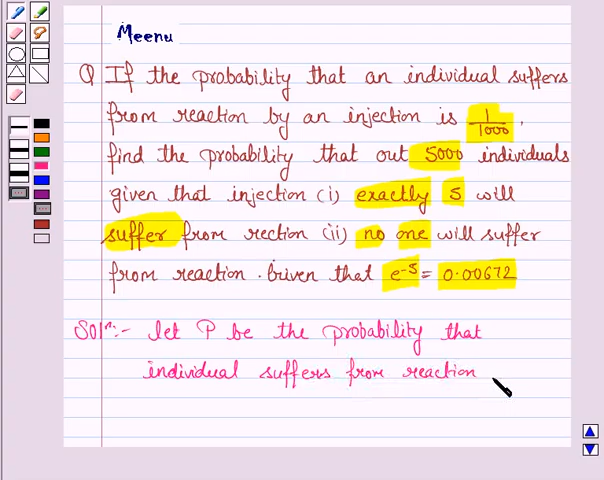 Meenu
Q If the probability that an individual suffers
from reaction by an injection is 1/1000,
find the probability that out 5000 individuals
given that injection (i) exactly 5 will
suffer from rection (ii) no one will suffer
from reaction. Given that e⁻⁵ = 0.00672
Solⁿ:- let P be the probability that
individual suffers from reaction